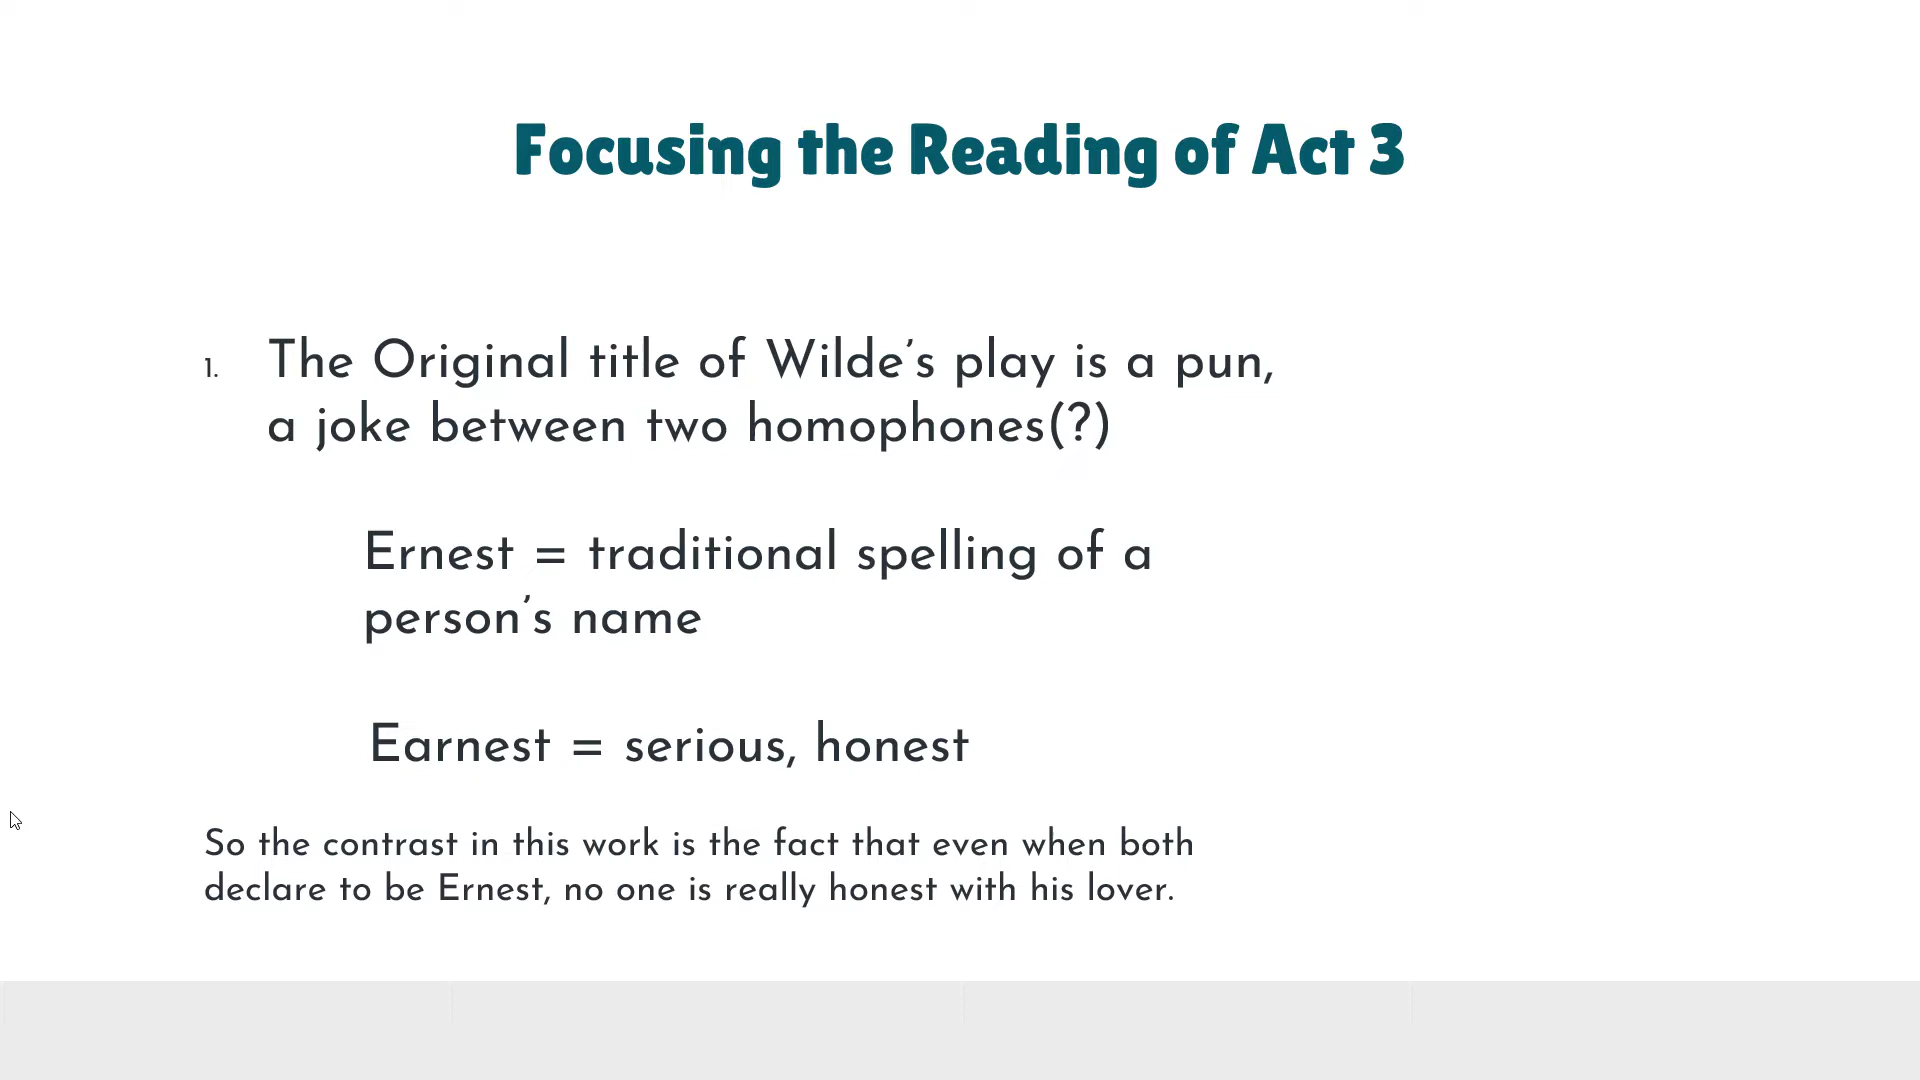 Focusing the Reading of Act 3
1. The Original title of Wilde’s play is a pun,
a joke between two homophones(?)
Ernest = traditional spelling of a
person’s name
Earnest = serious, honest
So the contrast in this work is the fact that even when both
declare to be Ernest, no one is really honest with his lover.